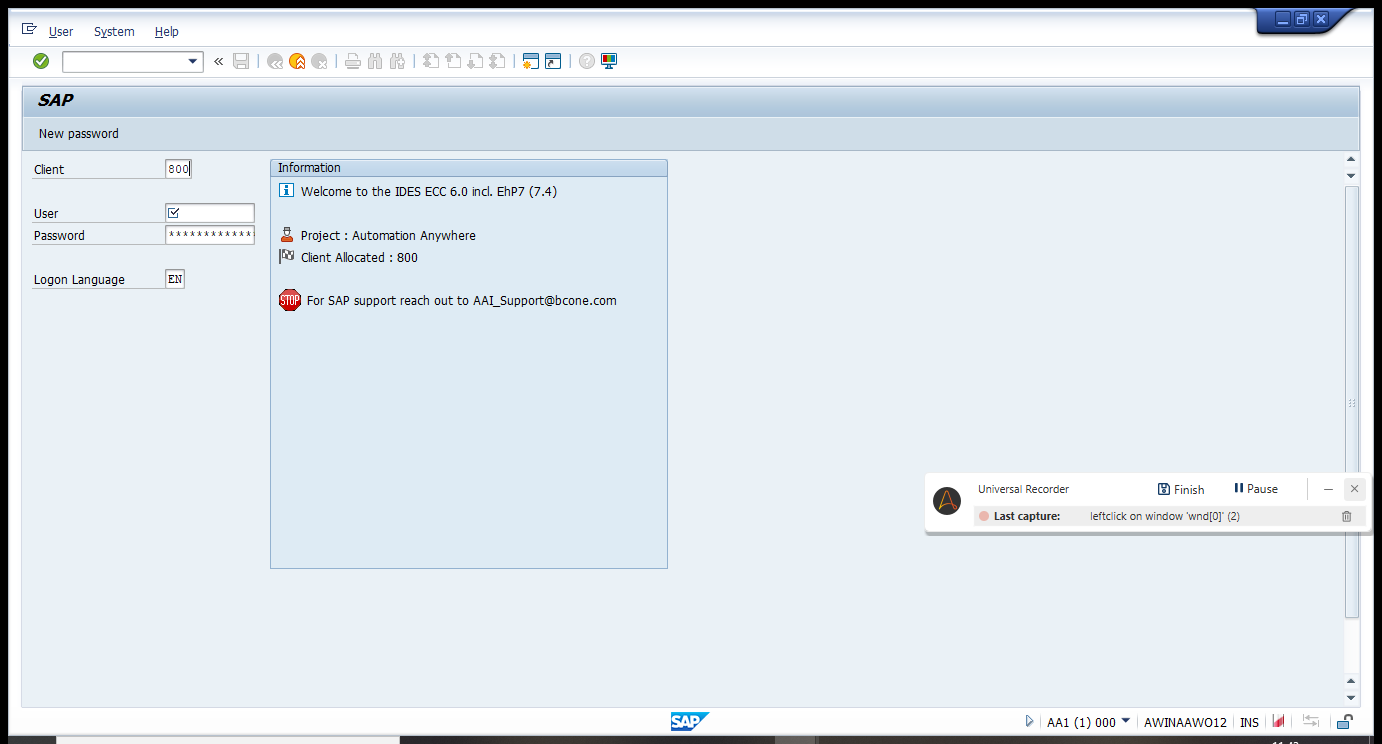 User System Help
SAP
New password
Client 800
User
Password *************
Logon Language EN
Information
Welcome to the IDES ECC 6.0 incl. EhP7 (7.4)
Project : Automation Anywhere
Client Allocated : 800
STOP For SAP support reach out to AAI_Support@bcone.com
Universal Recorder Finish Pause
Last capture: leftclick on window 'wnd[0]' (2)
SAP AA1 (1) 000 AWINAAWO12 INS